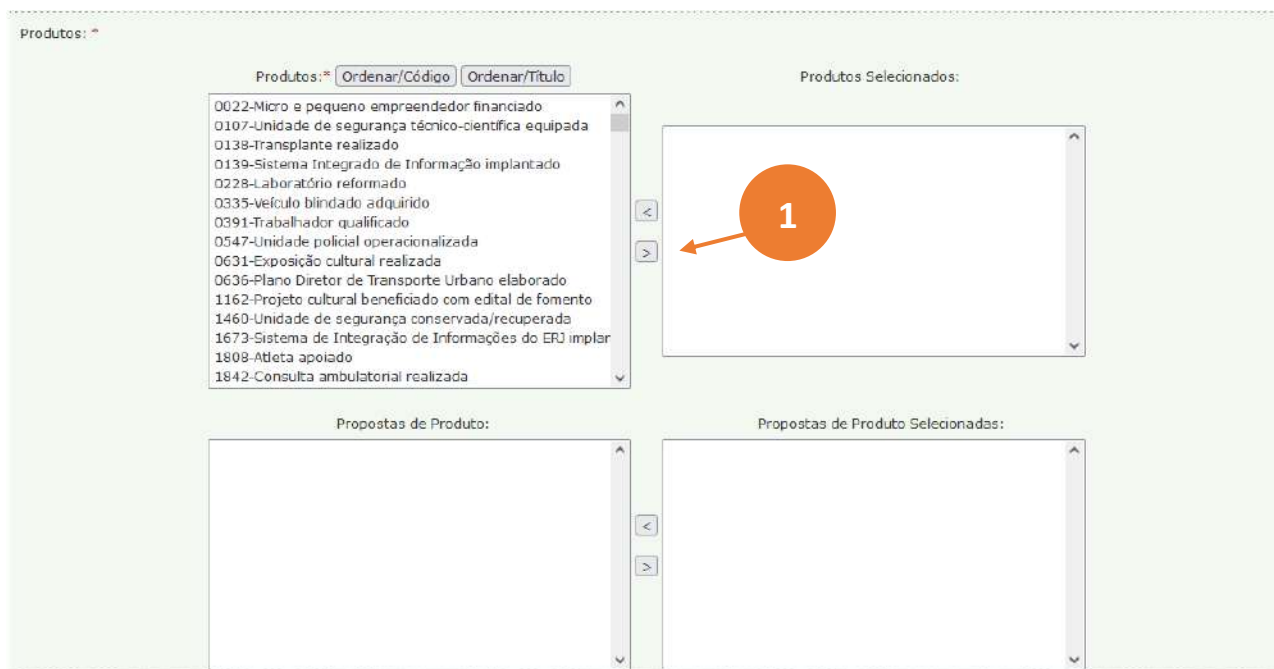 Produtos: *
Produtos:* Ordenar/Código Ordenar/Título
Produtos Selecionados:
0022-Micro e pequeno empreendedor financiado
0107-Unidade de segurança técnico-científica equipada
0138-Transplante realizado
0139-Sistema Integrado de Informação implantado
0228-Laboratório reformado
0335-Veículo blindado adquirido
0391-Trabalhador qualificado
0547-Unidade policial operacionalizada
0631-Exposição cultural realizada
0636-Plano Diretor de Transporte Urbano elaborado
1162-Projeto cultural beneficiado com edital de fomento
1460-Unidade de segurança conservada/recuperada
1673-Sistema de Integração de Informações do ERJ implan
1808-Atleta apoiado
1842-Consulta ambulatorial realizada
<
>
1
Propostas de Produto:
Propostas de Produto Selecionadas:
<
>